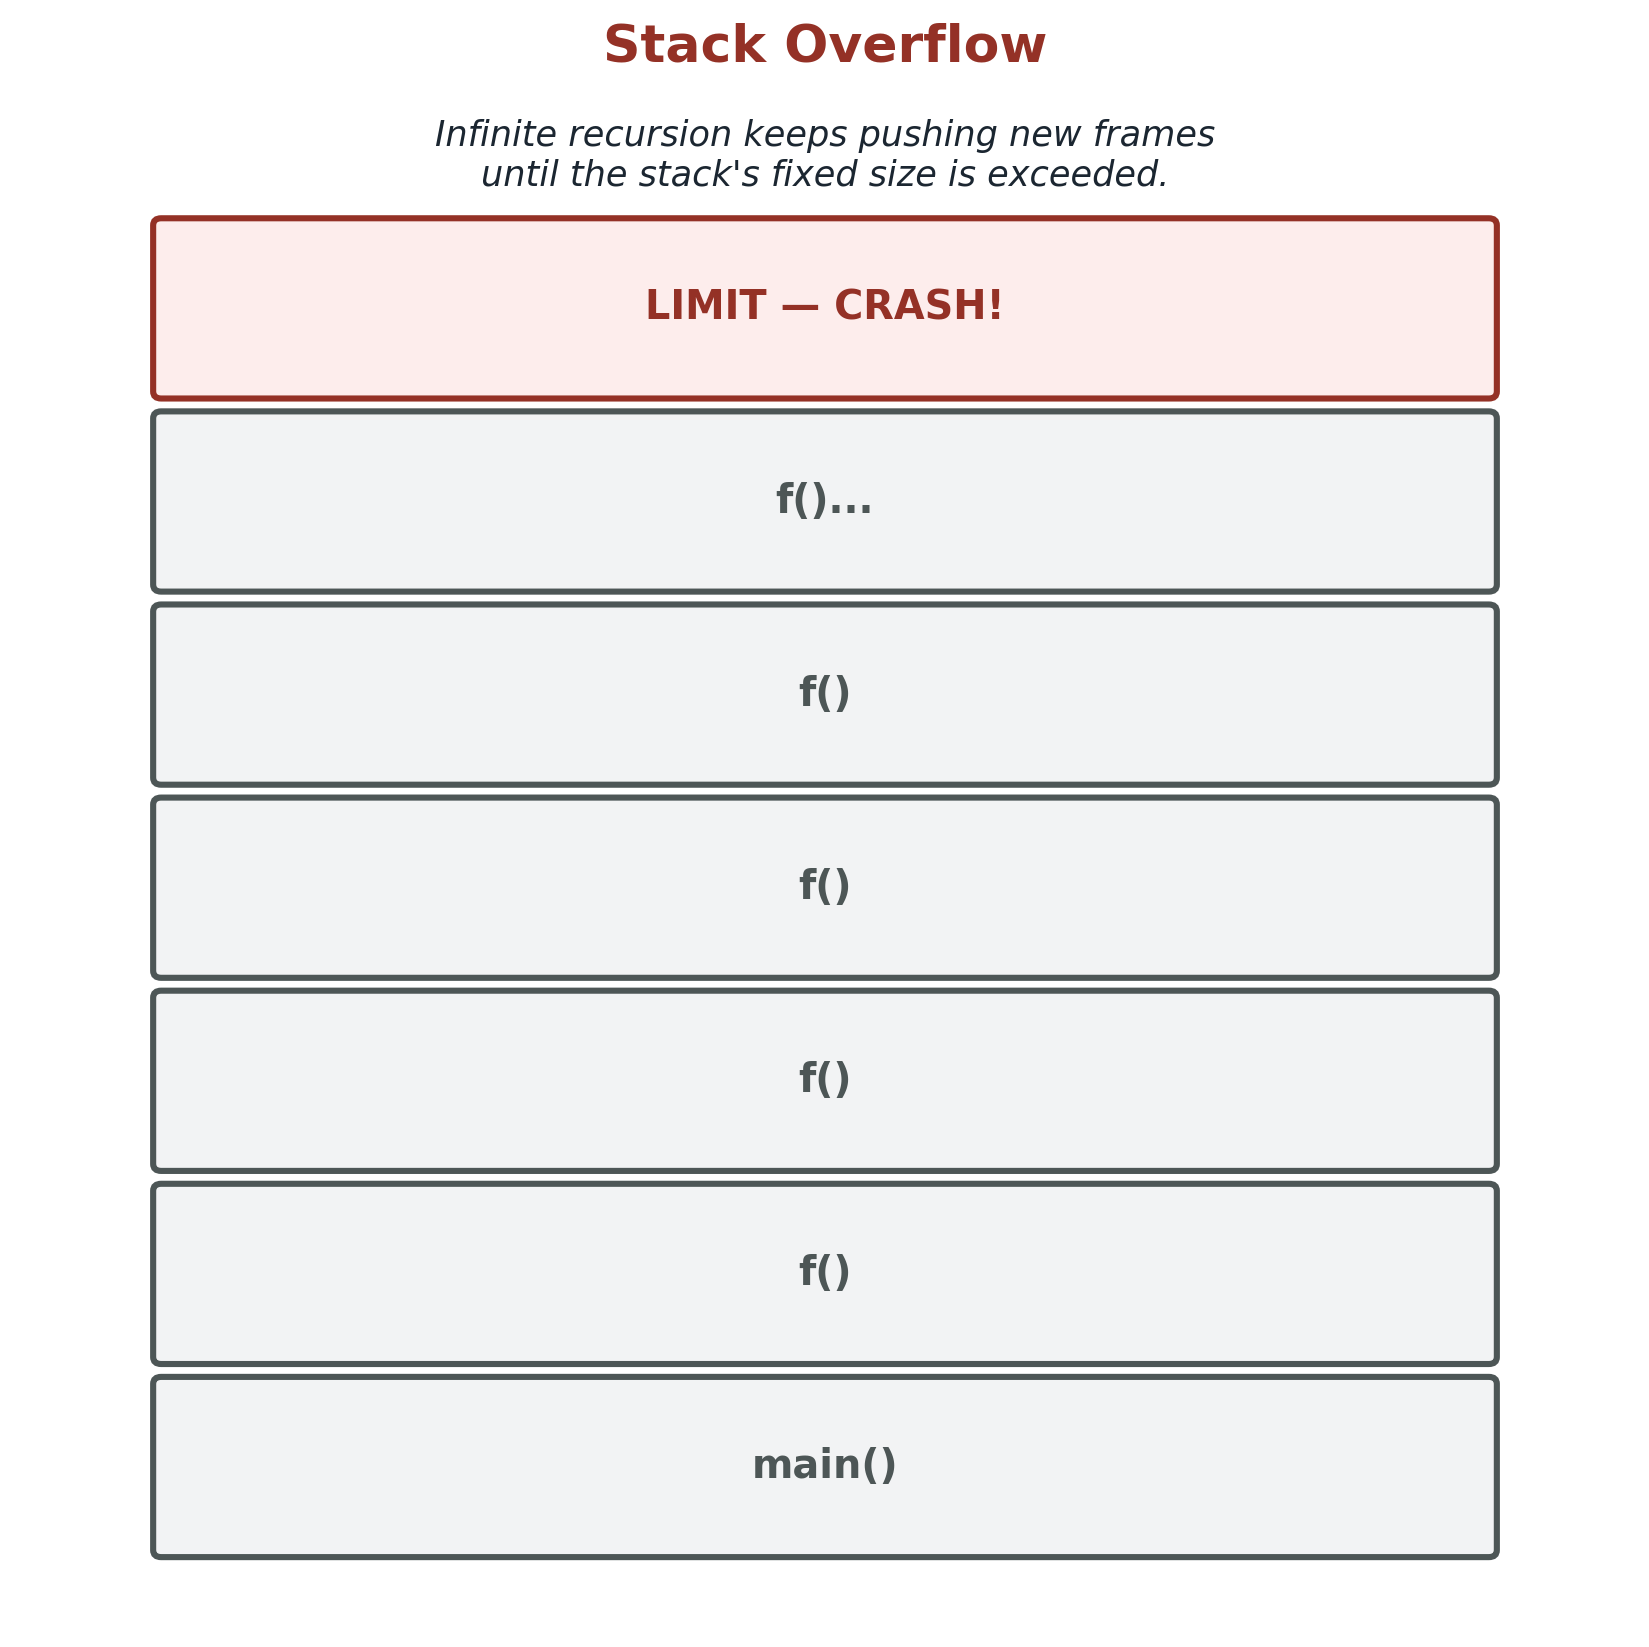 Stack Overflow
Infinite recursion keeps pushing new frames
until the stack's fixed size is exceeded.
LIMIT — CRASH!
f()...
f()
f()
f()
f()
main()